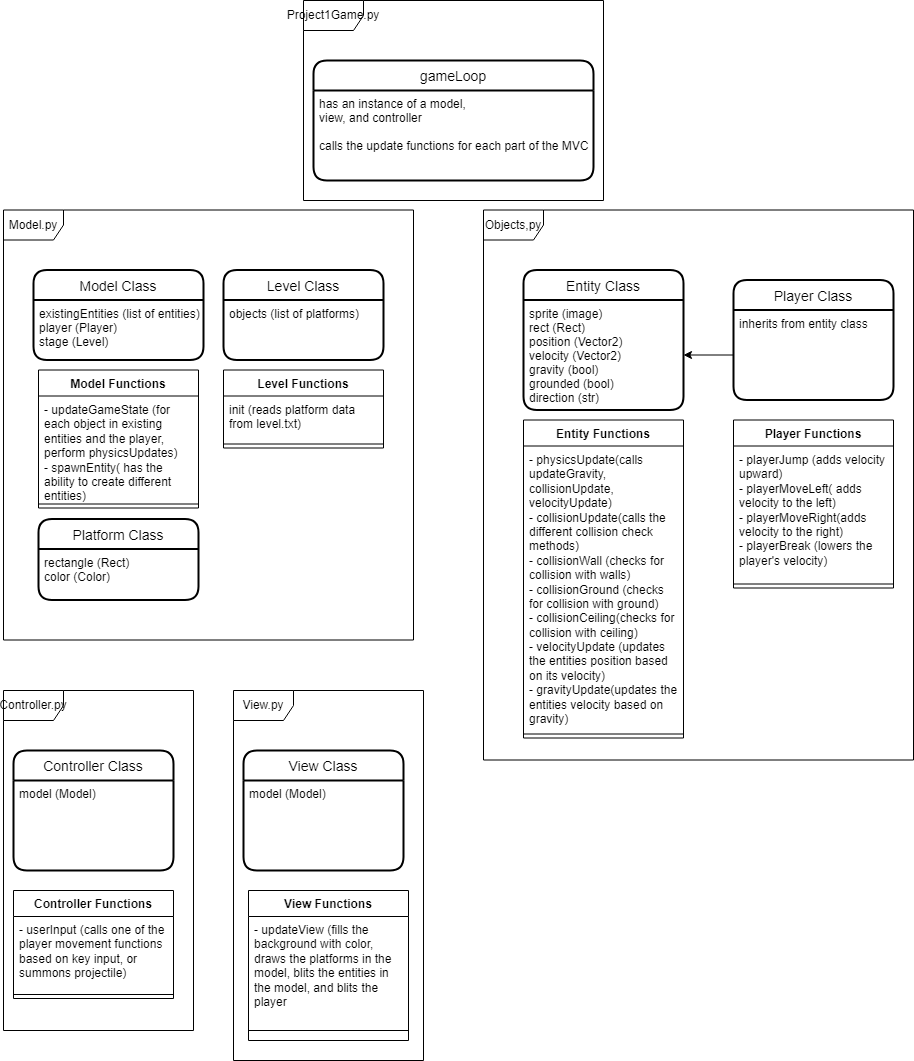 Project1Game.py
gameLoop
has an instance of a model,
view, and controller
calls the update functions for each part of the MVC
Model.py
Model Class
existingEntities (list of entities)
player (Player)
stage (Level)
Level Class
objects (list of platforms)
Model Functions
- updateGameState (for
each object in existing
entities and the player,
perform physicsUpdates)
- spawnEntity( has the
ability to create different
entities)
Level Functions
init (reads platform data
from level.txt)
Platform Class
rectangle (Rect)
color (Color)
Objects,py
Entity Class
sprite (image)
rect (Rect)
position (Vector2)
velocity (Vector2)
gravity (bool)
grounded (bool)
direction (str)
Player Class
inherits from entity class
Entity Functions
- physicsUpdate(calls
updateGravity,
collisionUpdate,
velocityUpdate)
- collisionUpdate(calls the
different collision check
methods)
- collisionWall (checks for
collision with walls)
- collisionGround (checks
for collision with ground)
- collisionCeiling(checks for
collision with ceiling)
- velocityUpdate (updates
the entities position based
on its velocity)
- gravityUpdate(updates the
entities velocity based on
gravity)
Player Functions
- playerJump (adds velocity
upward)
- playerMoveLeft( adds
velocity to the left)
- playerMoveRight(adds
velocity to the right)
- playerBreak (lowers the
player's velocity)
Controller.py
Controller Class
model (Model)
Controller Functions
- userInput (calls one of the
player movement functions
based on key input, or
summons projectile)
View.py
View Class
model (Model)
View Functions
- updateView (fills the
background with color,
draws the platforms in the
model, blits the entities in
the model, and blits the
player